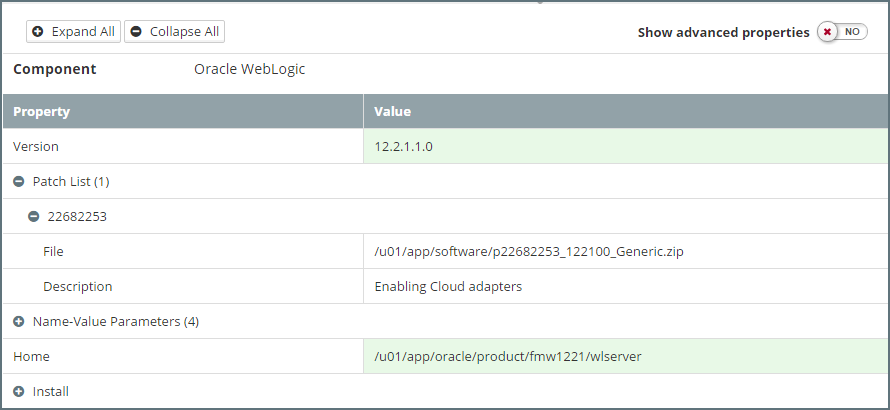 Expand All Collapse All Show advanced properties NO
Component Oracle WebLogic
Property Value
Version 12.2.1.1.0
Patch List (1)
22682253
File /u01/app/software/p22682253_122100_Generic.zip
Description Enabling Cloud adapters
Name-Value Parameters (4)
Home /u01/app/oracle/product/fmw1221/wlserver
Install